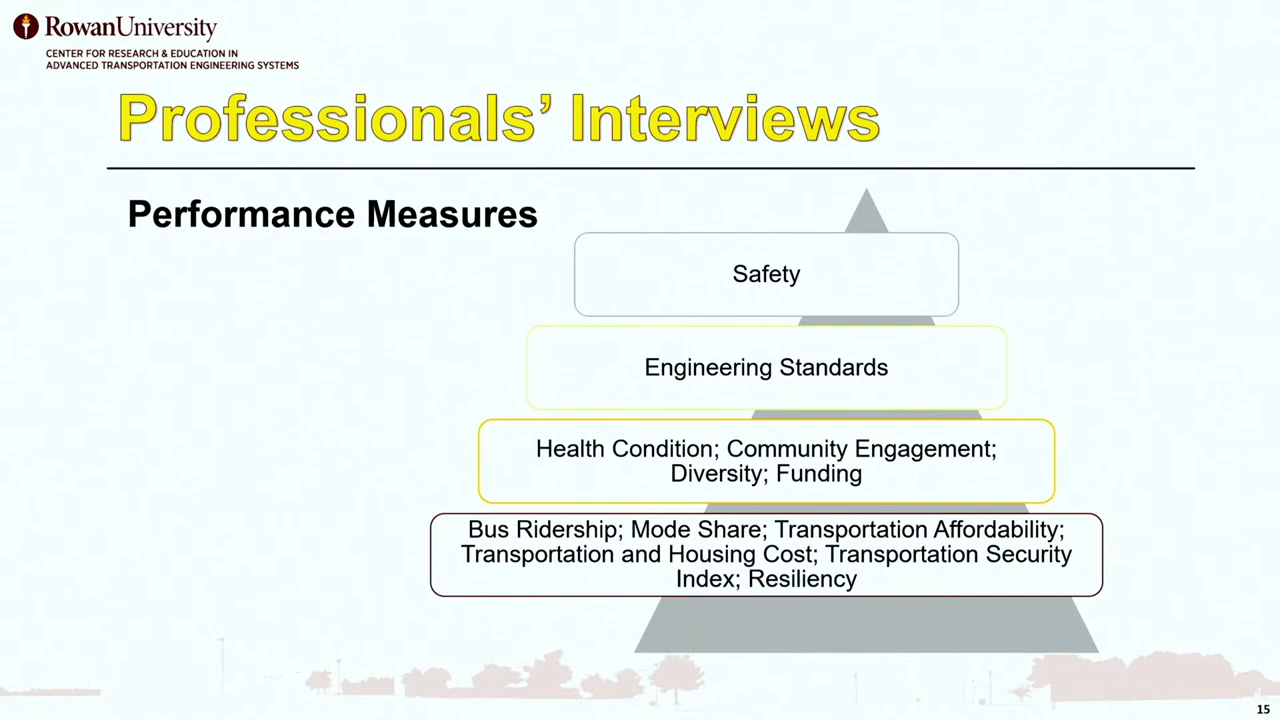 RowanUniversity
CENTER FOR RESEARCH & EDUCATION IN
ADVANCED TRANSPORTATION ENGINEERING SYSTEMS
Professionals’ Interviews
Performance Measures
Safety
Engineering Standards
Health Condition; Community Engagement;
Diversity; Funding
Bus Ridership; Mode Share; Transportation Affordability;
Transportation and Housing Cost; Transportation Security
Index; Resiliency
15